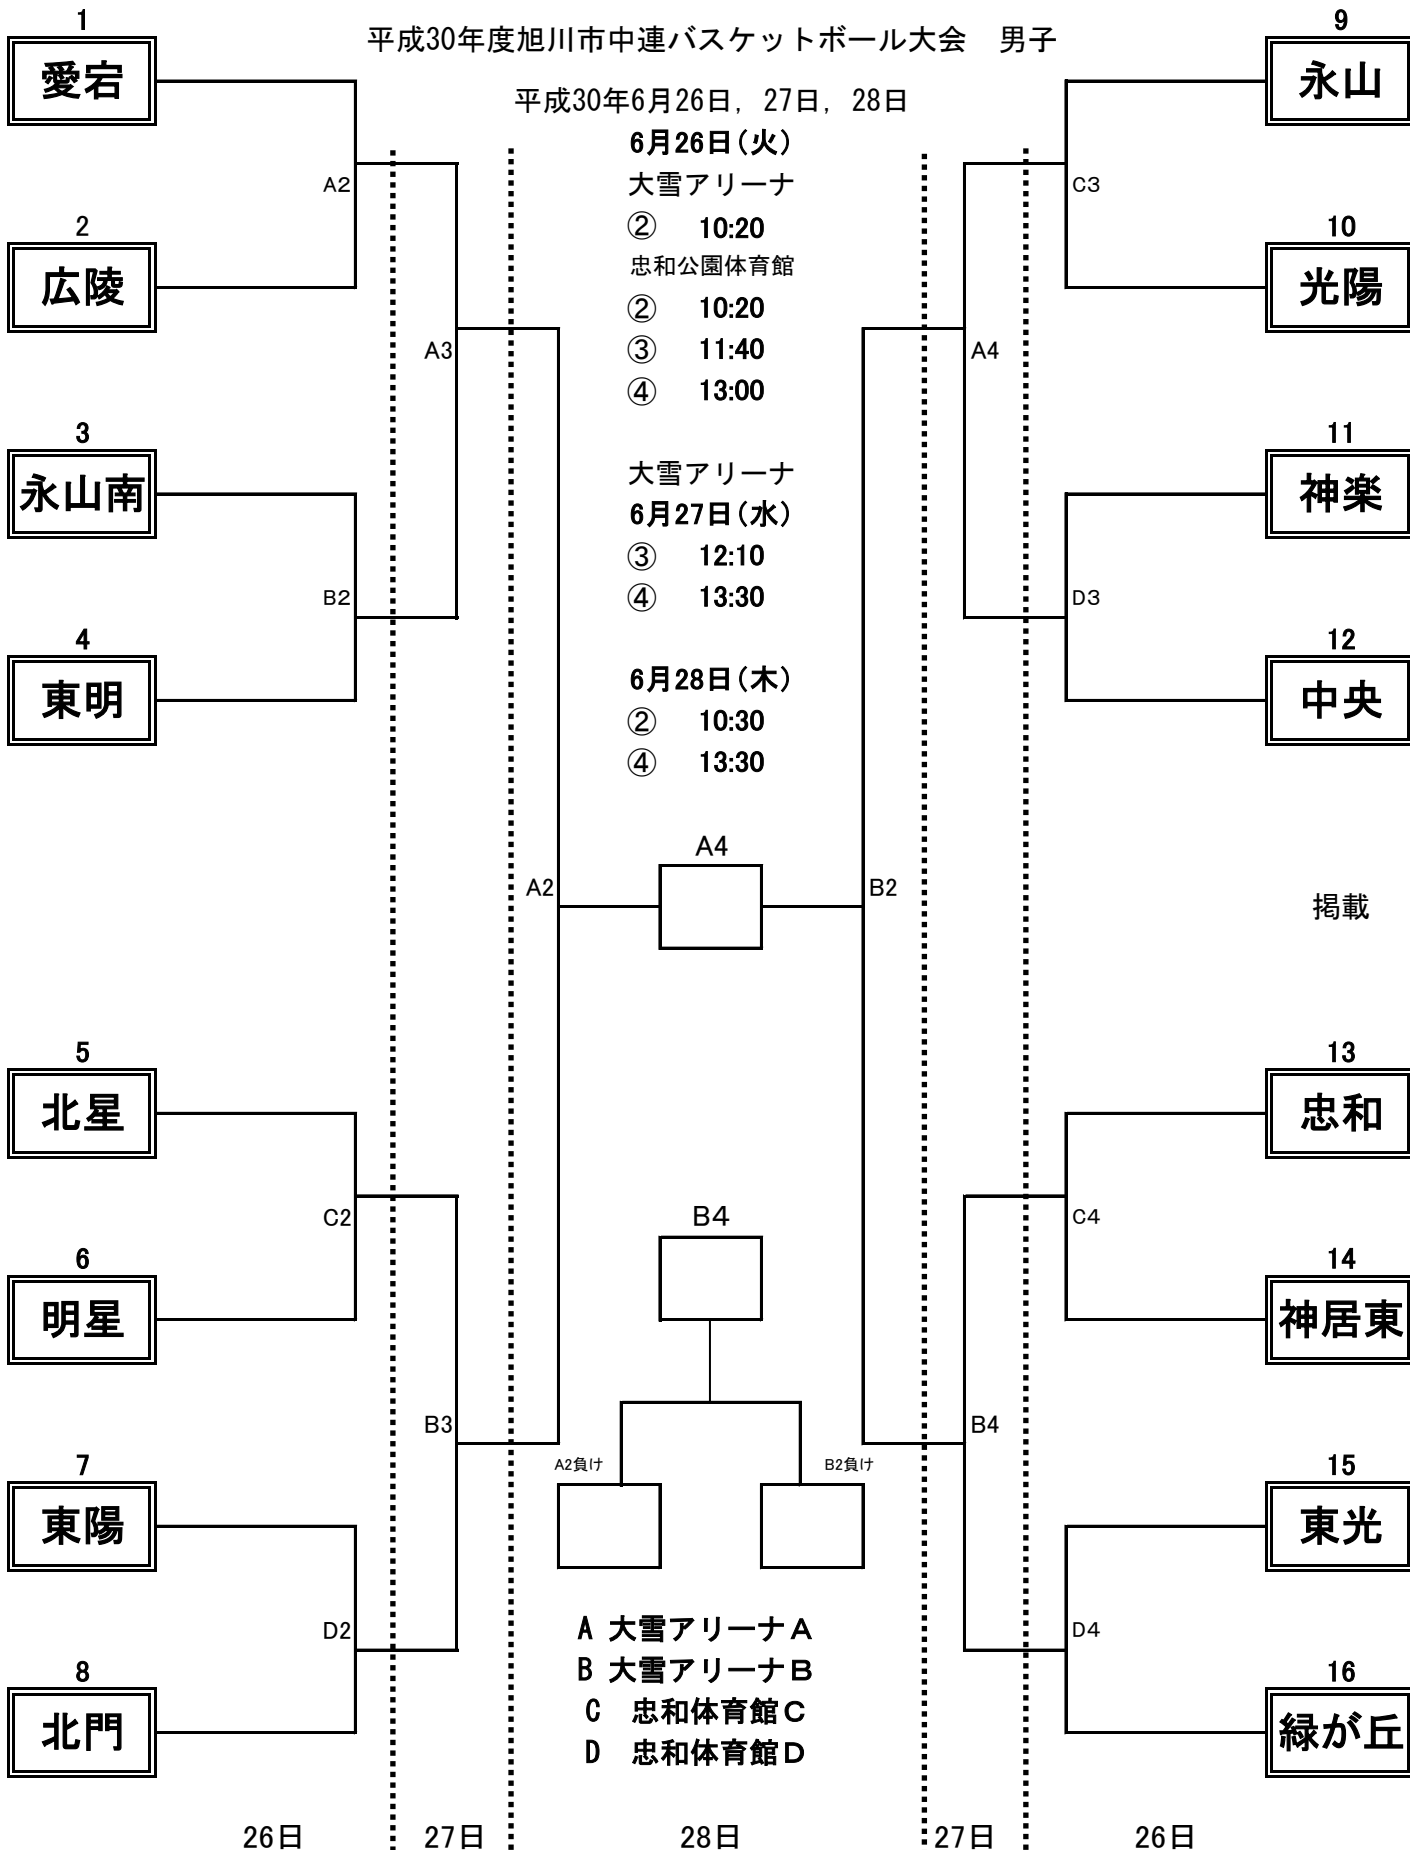 平成30年度旭川市中連バスケットボール大会　男子
平成30年6月26日，27日，28日
6月26日(火)
大雪アリーナ
② 10:20
忠和公園体育館
② 10:20
③ 11:40
④ 13:00
大雪アリーナ
6月27日(水)
③ 12:10
④ 13:30
6月28日(木)
② 10:30
④ 13:30
1
愛宕
A2
2
広陵
A3
3
永山南
B2
4
東明
A2
5
北星
C2
6
明星
B3
7
東陽
D2
8
北門
A4
B4
A2負け
B2負け
A 大雪アリーナA
B 大雪アリーナB
C 忠和体育館C
D 忠和体育館D
9
永山
C3
10
光陽
A4
11
神楽
D3
12
中央
B2
掲載
13
忠和
C4
14
神居東
B4
15
東光
D4
16
緑が丘
26日 27日 28日 27日 26日